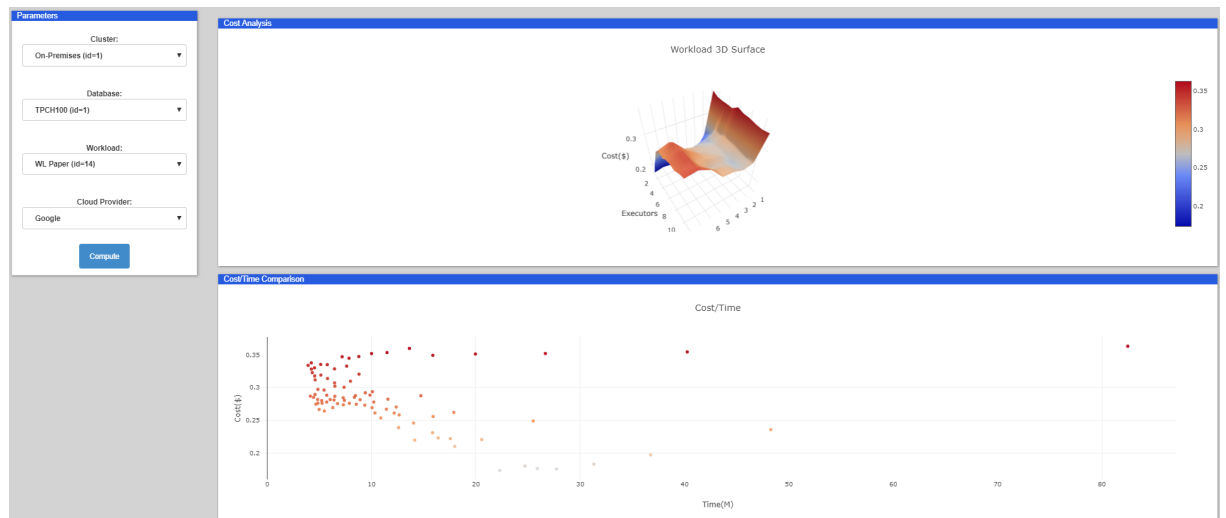 Parameters
Cluster:
On-Premises (id=1)
Database:
TPCH100 (id=1)
Workload:
WL Paper (id=14)
Cloud Provider:
Google
Compute
Cost Analysis
Workload 3D Surface
0.3
Cost($)
0.2
2
4
6
Executors
8
10
6
5
4
3
2
1
0.35
0.3
0.25
0.2
Cost/Time Comparison
Cost/Time
0.35
0.3
0.25
0.2
Cost($)
0 10 20 30 40 50 60 70 80
Time(M)